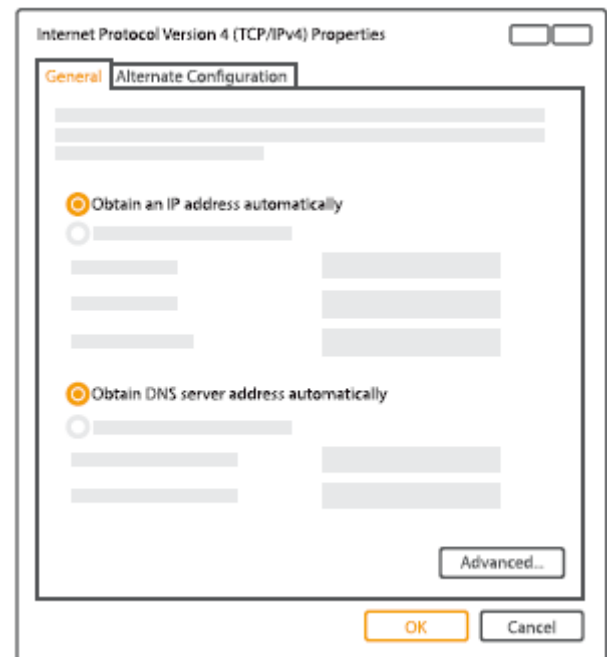 Internet Protocol Version 4 (TCP/IPv4) Properties
General
Alternate Configuration
Obtain an IP address automatically
Obtain DNS server address automatically
Advanced...
OK
Cancel